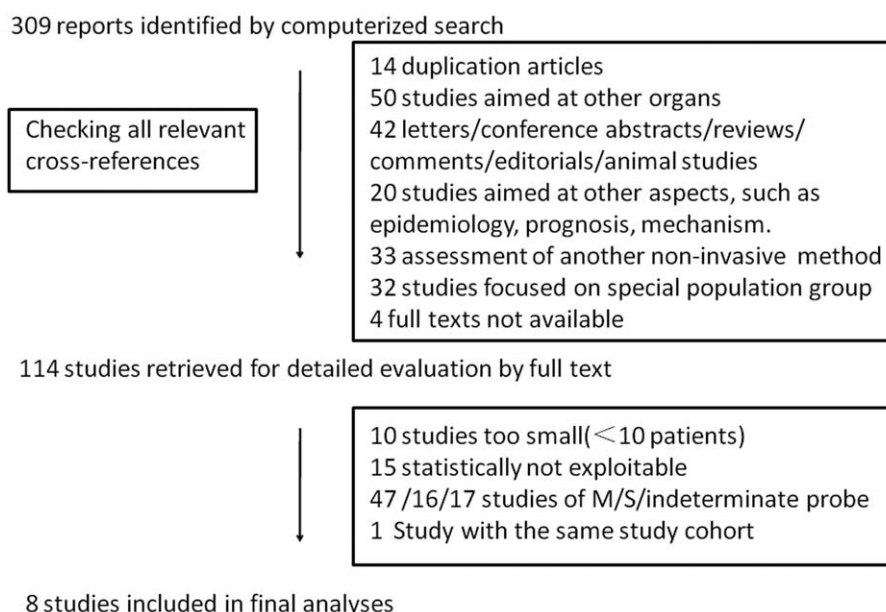 309 reports identified by computerized search
14 duplication articles
50 studies aimed at other organs
42 letters/conference abstracts/reviews/
comments/editorials/animal studies
20 studies aimed at other aspects, such as
epidemiology, prognosis, mechanism.
33 assessment of another non-invasive method
32 studies focused on special population group
4 full texts not available
Checking all relevant
cross-references
114 studies retrieved for detailed evaluation by full text
10 studies too small(<10 patients)
15 statistically not exploitable
47 /16/17 studies of M/S/indeterminate probe
1 Study with the same study cohort
8 studies included in final analyses